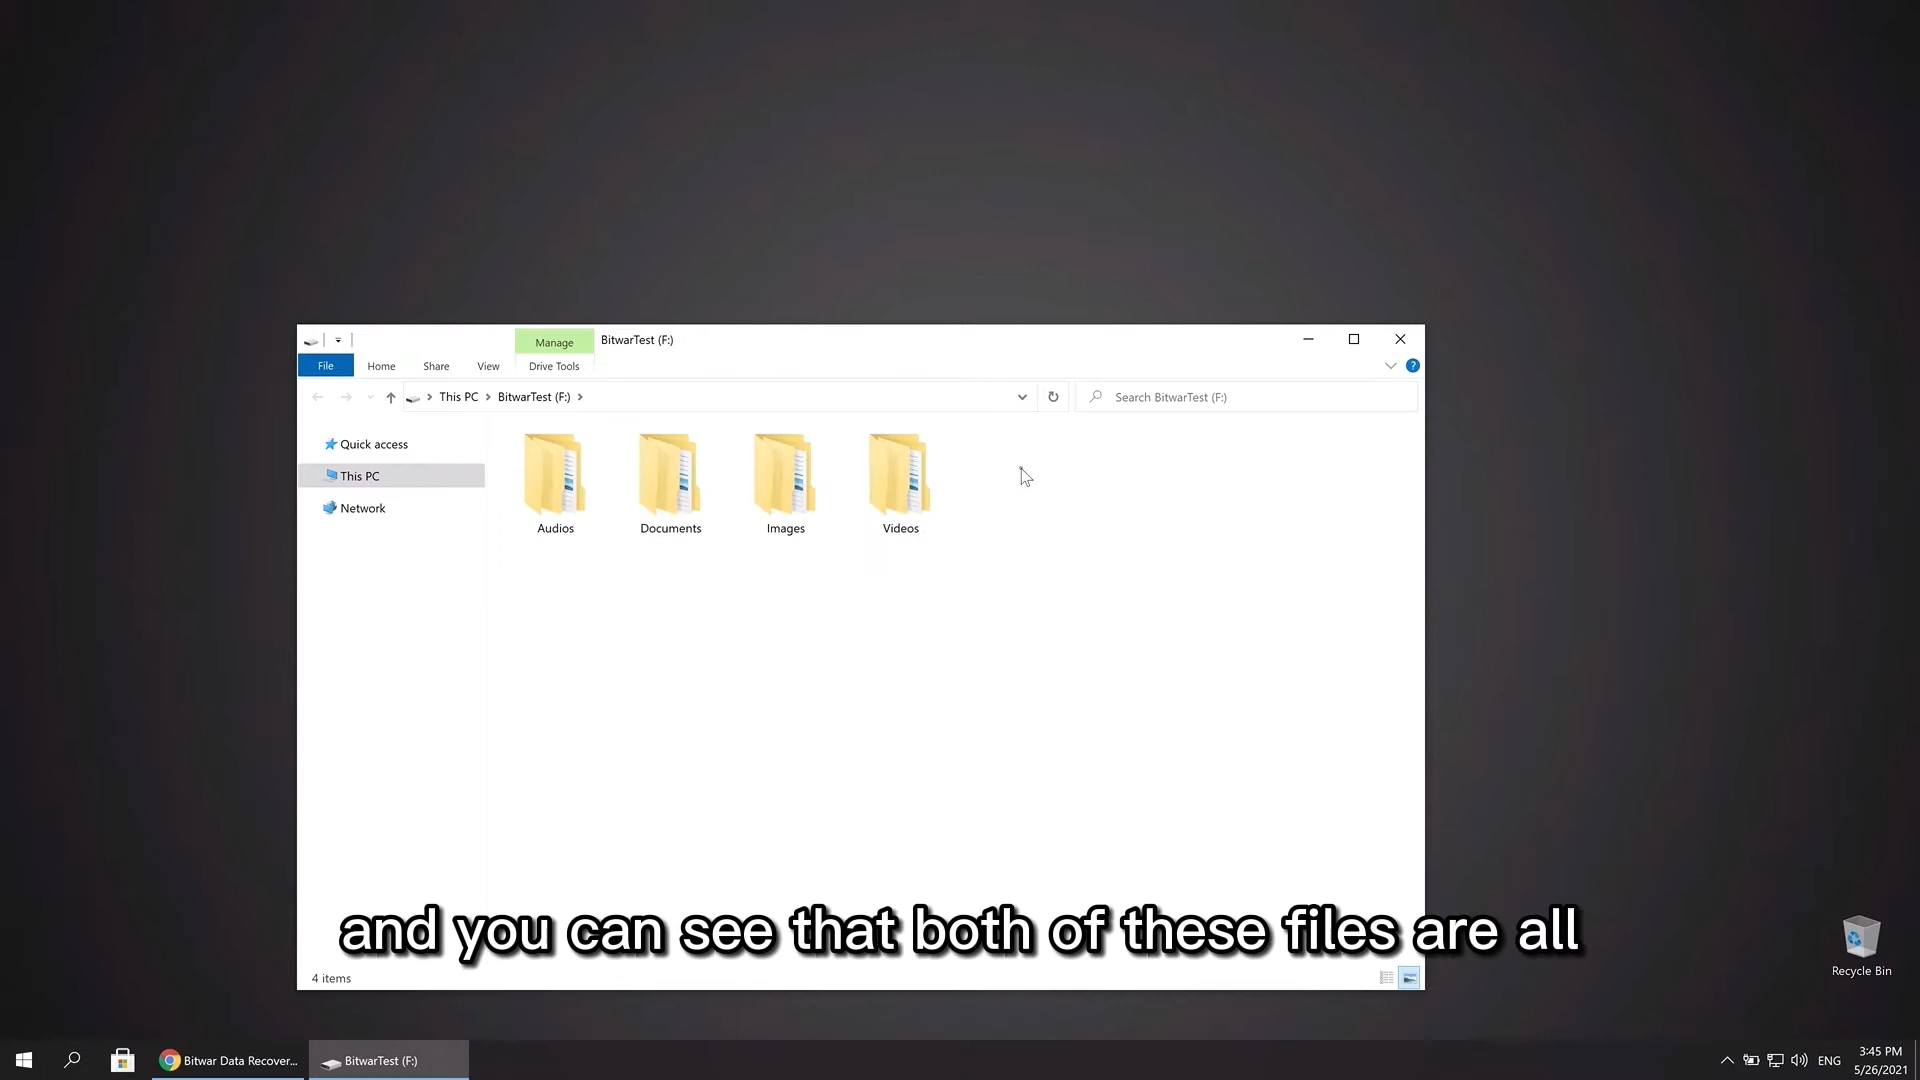 Manage
BitwarTest (F:)
File
Home
Share
View
Drive Tools
This PC
BitwarTest (F:)
Search BitwarTest (F:)
Quick access
This PC
Network
Audios
Documents
Images
Videos
and you can see that both of these files are all
4 items
Recycle Bin
Bitwar Data Recover...
BitwarTest (F:)
ENG
3:45 PM
5/26/2021